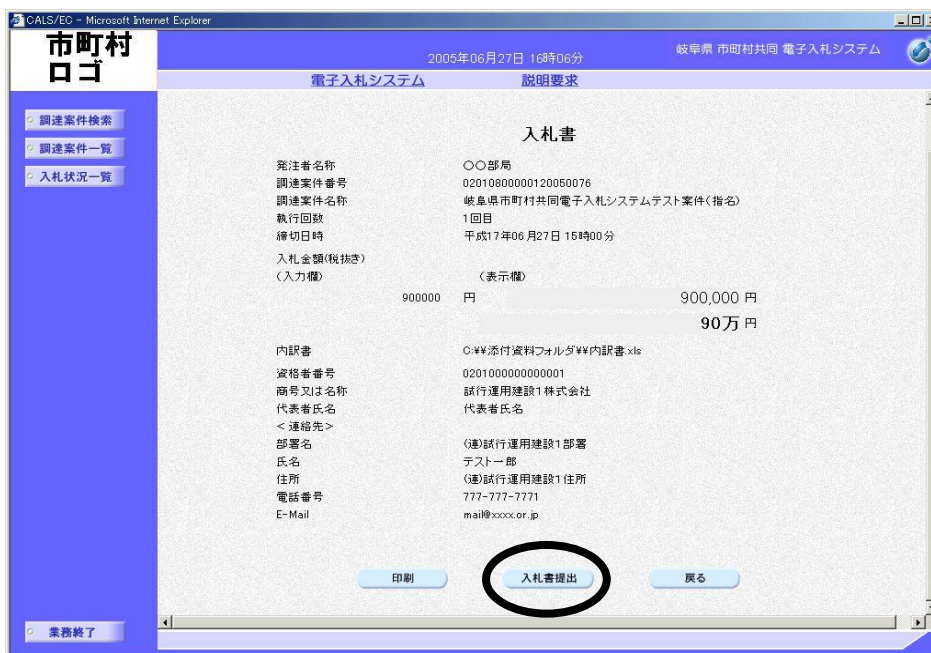 CALS/EC - Microsoft Internet Explorer
市町村
ロゴ
2005年06月27日 16時06分
岐阜県 市町村共同 電子入札システム
電子入札システム 説明要求
調達案件検索
調達案件一覧
入札状況一覧
入札書
発注者名称 〇〇部局
調達案件番号 02010800000120050076
調達案件名称 岐阜県市町村共同電子入札システムテスト案件(指名)
執行回数 1回目
締切日時 平成17年06月27日 15時00分
入札金額(税抜き)
(入力欄) (表示欄)
900000 円 900,000 円
90万 円
内訳書 C:¥¥添付資料フォルダ¥¥内訳書.xls
資格者番号 0201000000000001
商号又は名称 試行運用建設1株式会社
代表者氏名 代表者氏名
<連絡先>
部署名 (連)試行運用建設1部署
氏名 テスト一郎
住所 (連)試行運用建設1住所
電話番号 777-777-7771
E-Mail mail@xxxx.or.jp
印刷 入札書提出 戻る
業務終了